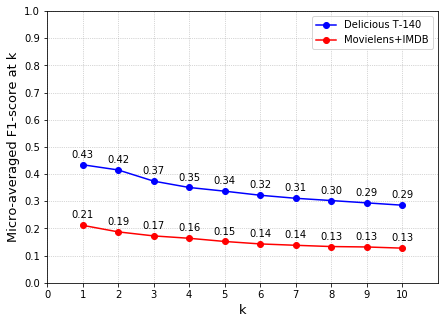 1.0
0.9
0.8
0.7
0.6
0.5
0.4
0.3
0.2
0.1
0.0
Micro-averaged F1-score at k
Delicious T-140
Movielens+IMDB
0.43 0.42 0.37 0.35 0.34 0.32 0.31 0.30 0.29 0.29
0.21 0.19 0.17 0.16 0.15 0.14 0.14 0.13 0.13 0.13
0 1 2 3 4 5 6 7 8 9 10
k